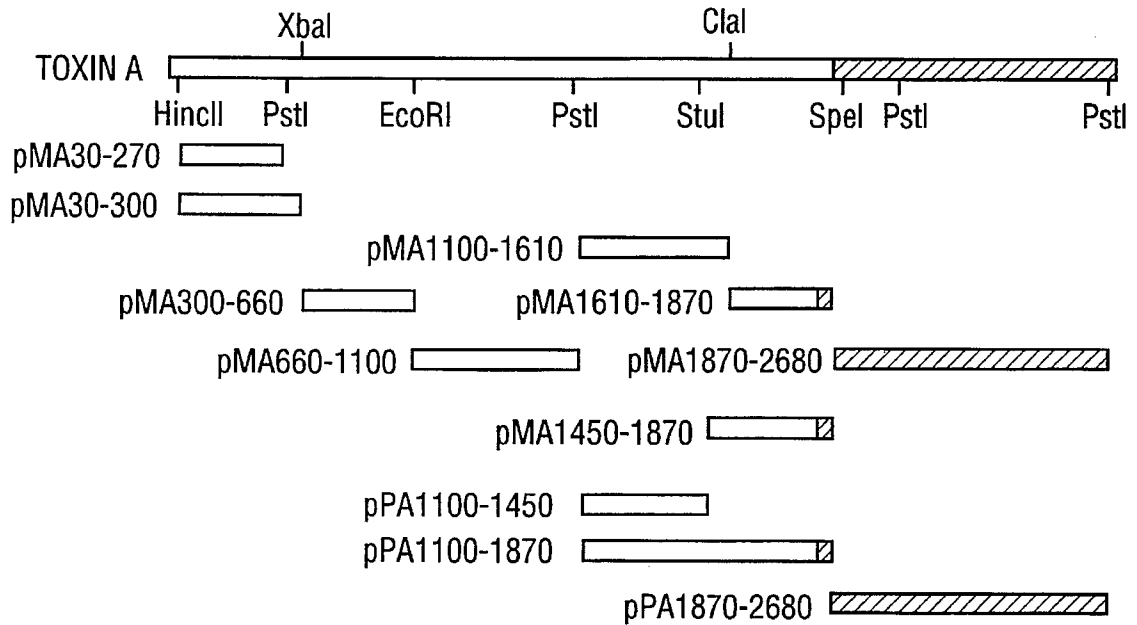 XbaI ClaI
TOXIN A
HincII PstI EcoRI PstI StuI SpeI PstI PstI
pMA30-270
pMA30-300
pMA1100-1610
pMA300-660 pMA1610-1870
pMA660-1100 pMA1870-2680
pMA1450-1870
pPA1100-1450
pPA1100-1870
pPA1870-2680